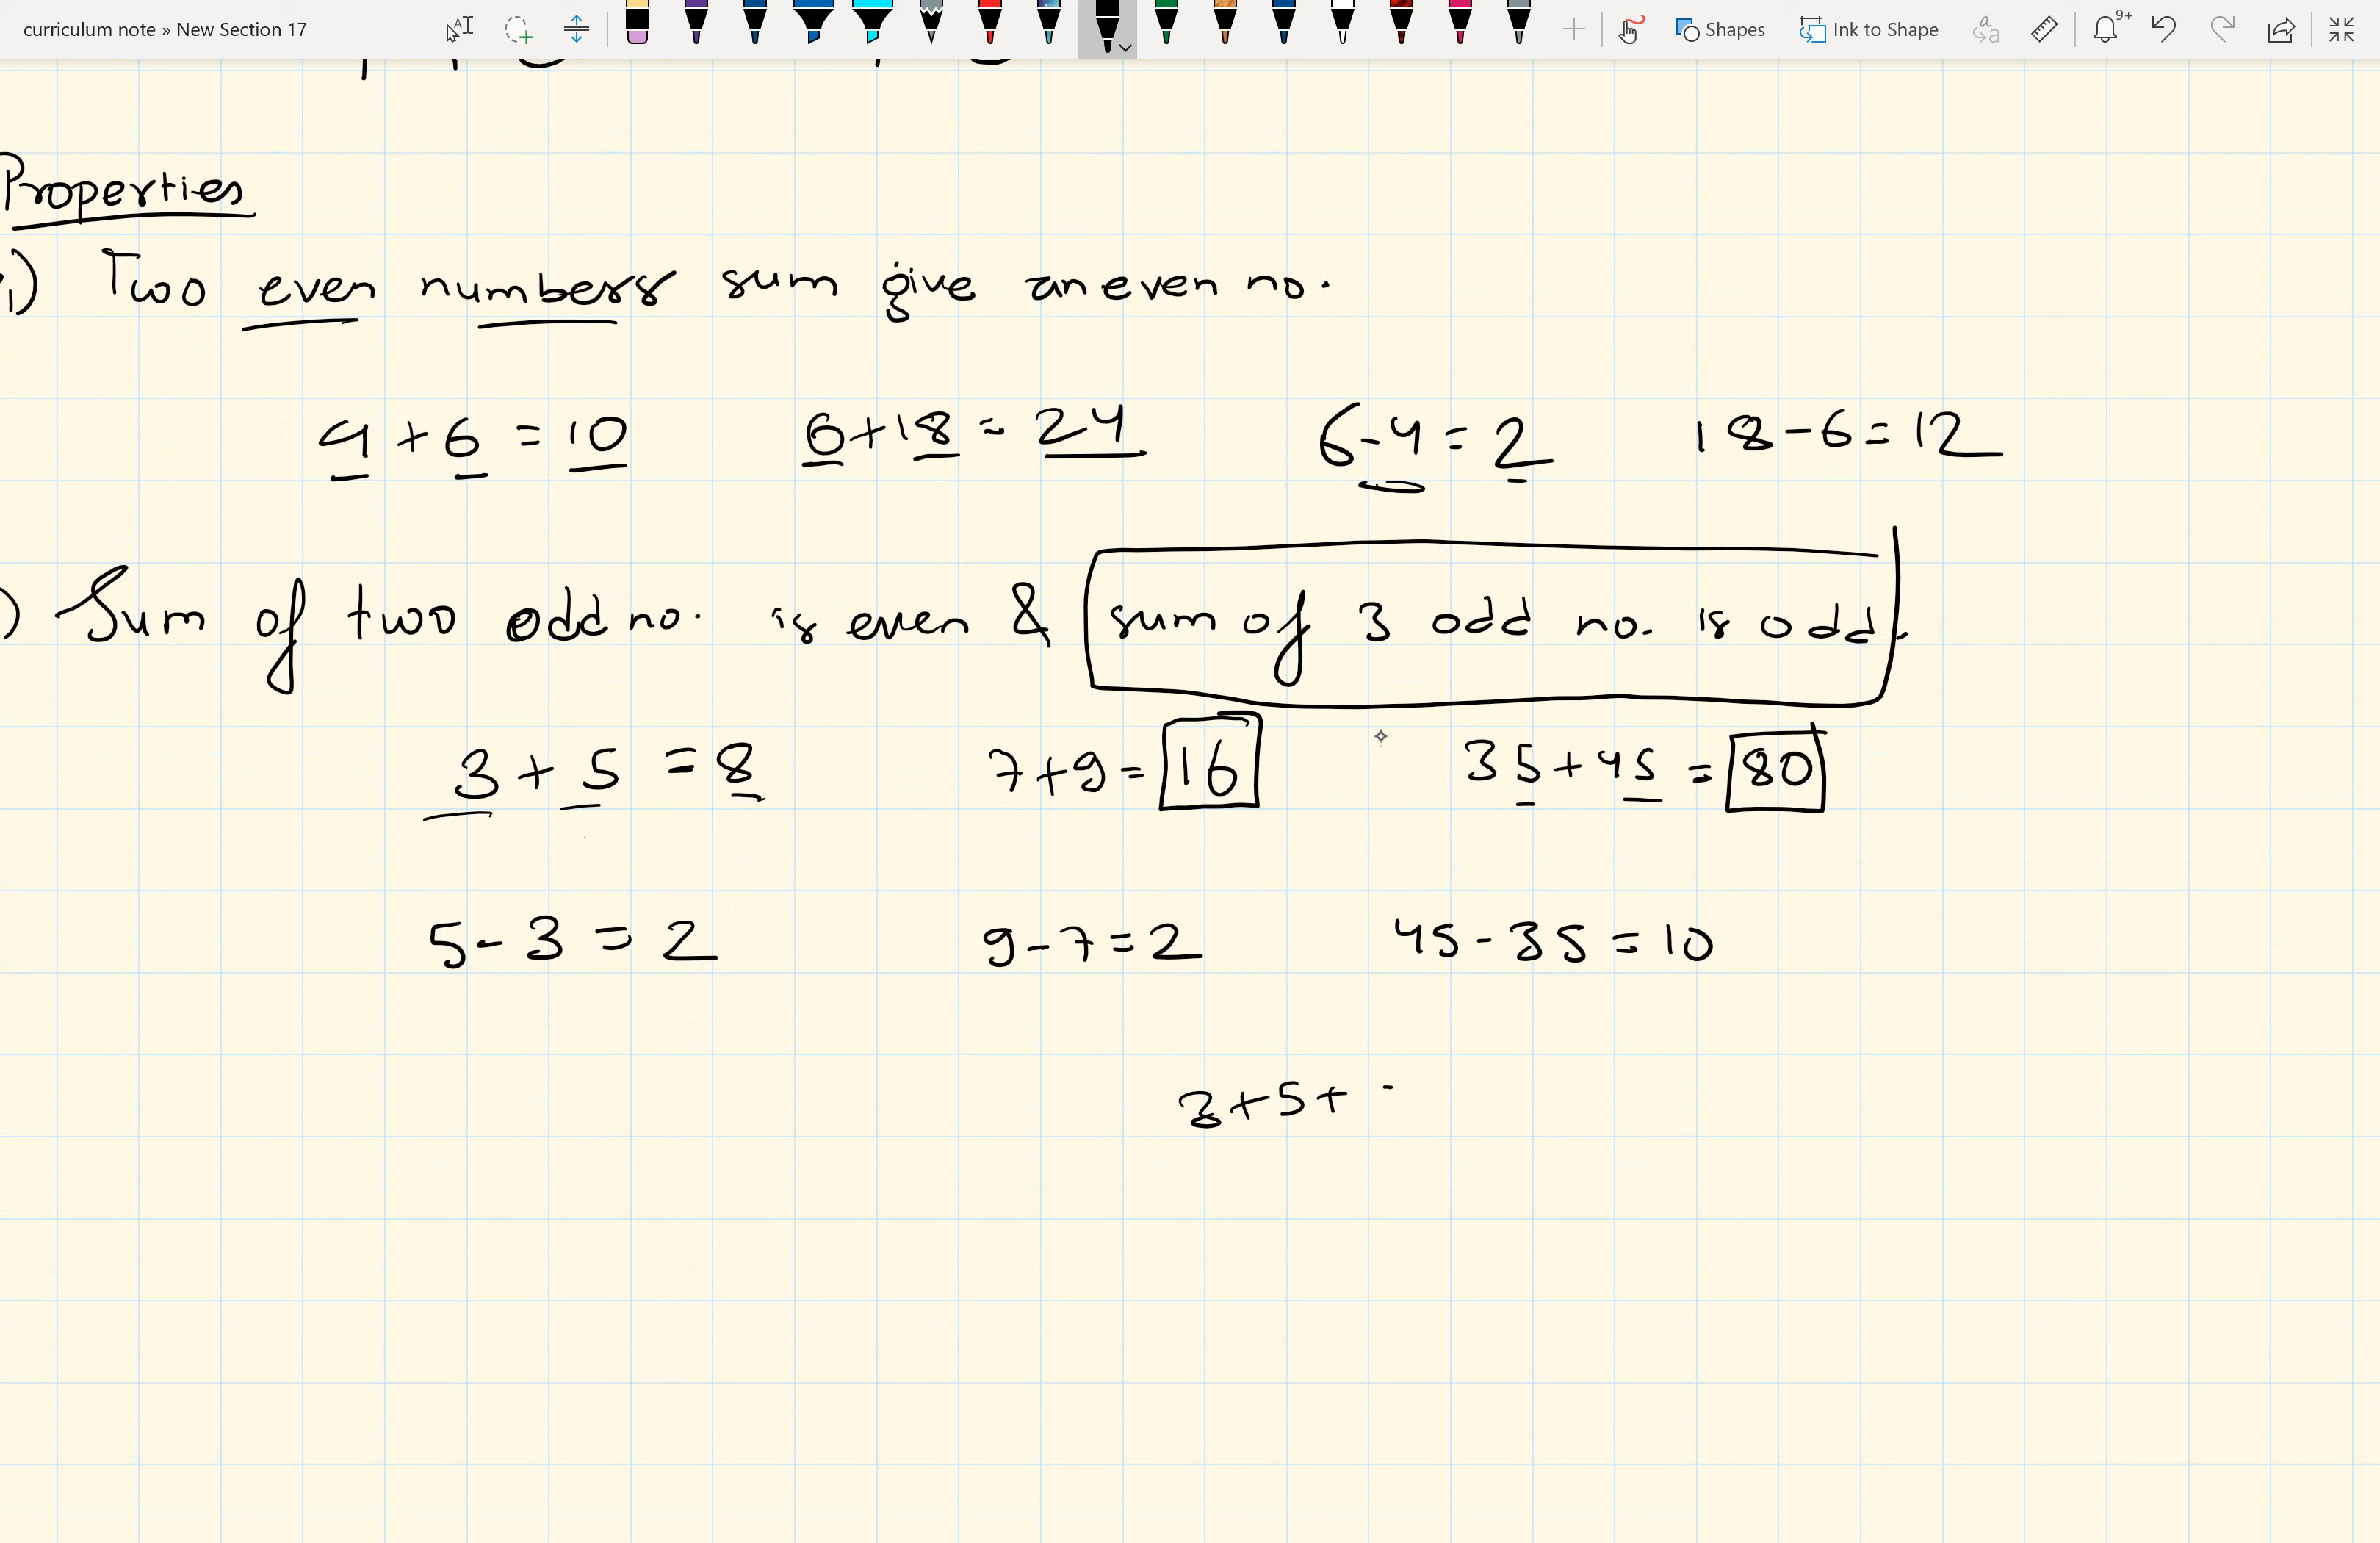 curriculum note » New Section 17
Shapes Ink to Shape 9+
Properties
i) Two even numbers sum give an even no.
4 + 6 = 10 6+18 = 24 6-4 = 2 18-6=12
) Sum of two odd no. is even & sum of 3 odd no. is odd.
3 + 5 = 8 7+9= 16 35+45 = 80
5-3 = 2 9-7=2 45-35 = 10
3+5+ -